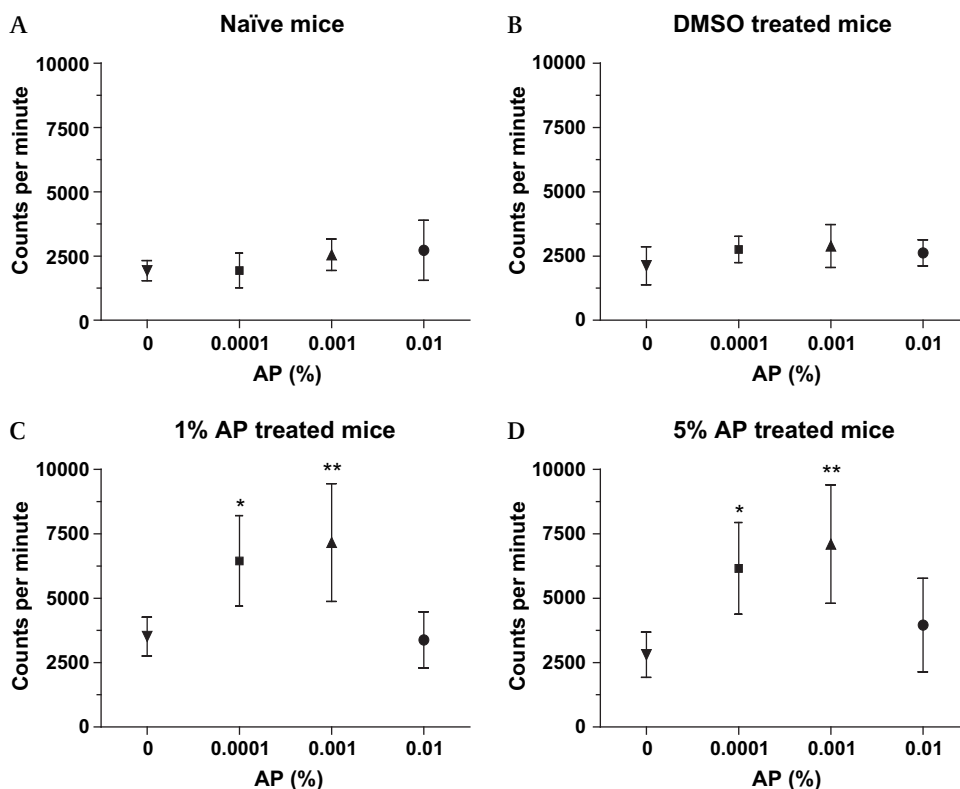 A
Naïve mice
10000
7500
5000
2500
0
Counts per minute
0 0.0001 0.001 0.01
AP (%)
B
DMSO treated mice
10000
7500
5000
2500
0
Counts per minute
0 0.0001 0.001 0.01
AP (%)
C
1% AP treated mice
10000
7500
5000
2500
0
Counts per minute
*
**
0 0.0001 0.001 0.01
AP (%)
D
5% AP treated mice
10000
7500
5000
2500
0
Counts per minute
*
**
0 0.0001 0.001 0.01
AP (%)